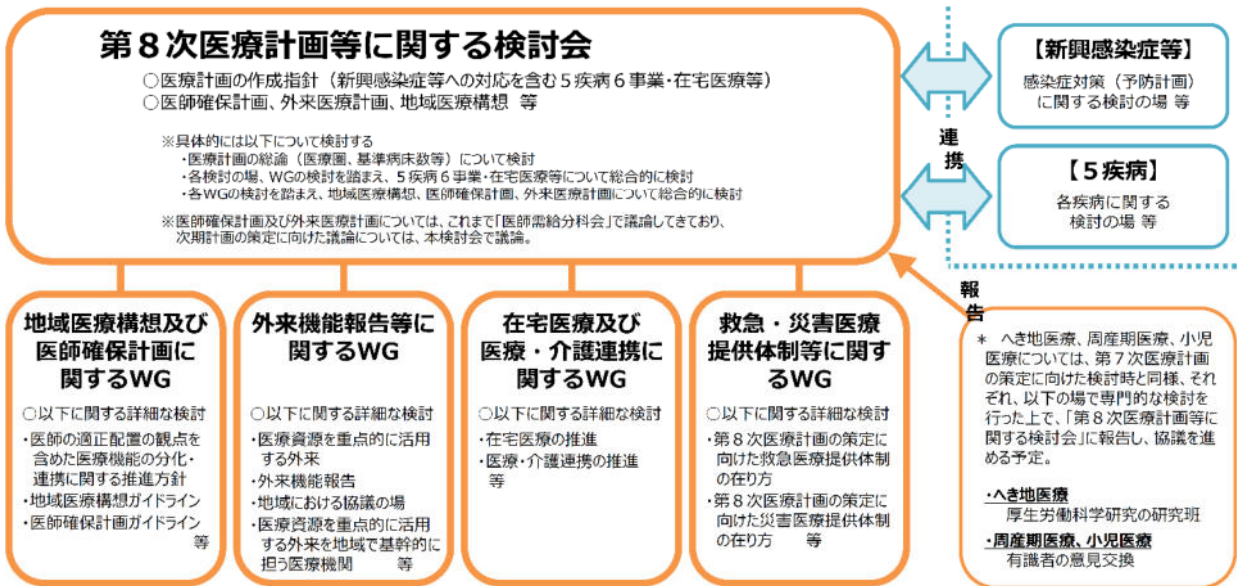 第８次医療計画等に関する検討会
○医療計画の作成指針（新興感染症等への対応を含む５疾病６事業・在宅医療等）
○医師確保計画、外来医療計画、地域医療構想 等
※具体的には以下について検討する
・医療計画の総論（医療圏、基準病床数等）について検討
・各検討の場、WGの検討を踏まえ、５疾病６事業・在宅医療等について総合的に検討
・各WGの検討を踏まえ、地域医療構想、医師確保計画、外来医療計画について総合的に検討
※医師確保計画及び外来医療計画については、これまで「医師需給分科会」で議論してきており、
次期計画の策定に向けた議論については、本検討会で議論。
連
携
【新興感染症等】
感染症対策（予防計画）
に関する検討の場 等
【５疾病】
各疾病に関する
検討の場 等
報
告
地域医療構想及び
医師確保計画に
関するWG
○以下に関する詳細な検討
・医師の適正配置の観点を
含めた医療機能の分化・
連携に関する推進方針
・地域医療構想ガイドライン
・医師確保計画ガイドライン
等
外来機能報告等に
関するWG
○以下に関する詳細な検討
・医療資源を重点的に活用
する外来
・外来機能報告
・地域における協議の場
・医療資源を重点的に活用
する外来を地域で基幹的に
担う医療機関 等
在宅医療及び
医療・介護連携に
関するWG
○以下に関する詳細な検討
・在宅医療の推進
・医療・介護連携の推進
等
救急・災害医療
提供体制等に関す
るWG
○以下に関する詳細な検討
・第８次医療計画の策定に
向けた救急医療提供体制
の在り方
・第８次医療計画の策定に
向けた災害医療提供体制
の在り方 等
＊ へき地医療、周産期医療、小児
医療については、第７次医療計画
の策定に向けた検討時と同様、それ
ぞれ、以下の場で専門的な検討を
行った上で、「第８次医療計画等に
関する検討会」に報告し、協議を進
める予定。
・へき地医療
厚生労働科学研究の研究班
・周産期医療、小児医療
有識者の意見交換